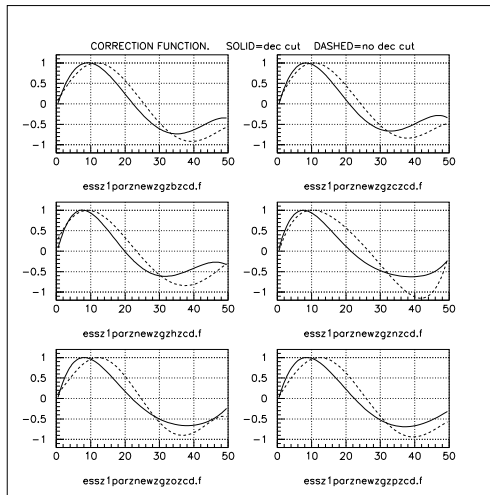 CORRECTION FUNCTION. SOLID=dec cut DASHED=no dec cut
1 1
0.5 0.5
0 0
-0.5 -0.5
-1 -1
0 10 20 30 40 50 0 10 20 30 40 50
essz1parznewzgzbzcd.f essz1parznewzgzczcd.f
1 1
0.5 0.5
0 0
-0.5 -0.5
-1 -1
0 10 20 30 40 50 0 10 20 30 40 50
essz1parznewzgzhzcd.f essz1parznewzgznzcd.f
1 1
0.5 0.5
0 0
-0.5 -0.5
-1 -1
0 10 20 30 40 50 0 10 20 30 40 50
essz1parznewzgzozcd.f essz1parznewzgzpzcd.f